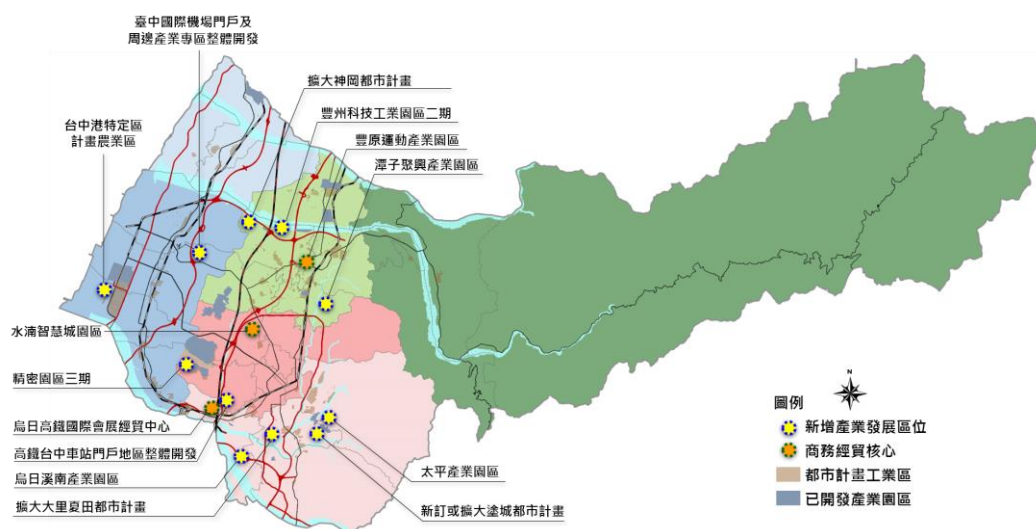 臺中國際機場門戶及
周邊產業專區整體開發
擴大神岡都市計畫
豐州科技工業園區二期
台中港特定區
計畫農業區
豐原運動產業園區
潭子聚興產業園區
水湳智慧城園區
精密園區三期
烏日高鐵國際會展經貿中心
高鐵台中車站門戶地區整體開發
烏日溪南產業園區
擴大大里夏田都市計畫
太平產業園區
新訂或擴大塗城都市計畫
N
圖例
新增產業發展區位
商務經貿核心
都市計畫工業區
已開發產業園區